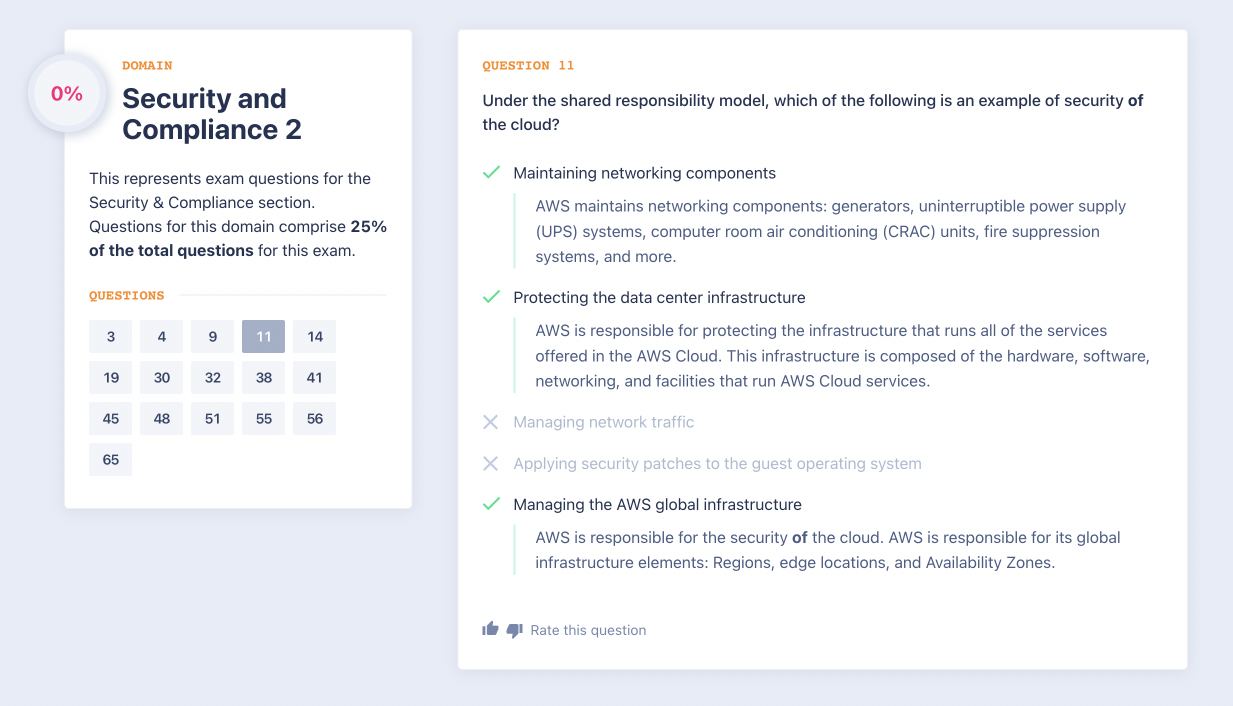 0%
DOMAIN
Security and
Compliance 2
This represents exam questions for the
Security & Compliance section.
Questions for this domain comprise 25%
of the total questions for this exam.
QUESTIONS
3 4 9 11 14
19 30 32 38 41
45 48 51 55 56
65
QUESTION 11
Under the shared responsibility model, which of the following is an example of security of
the cloud?
Maintaining networking components
AWS maintains networking components: generators, uninterruptible power supply
(UPS) systems, computer room air conditioning (CRAC) units, fire suppression
systems, and more.
Protecting the data center infrastructure
AWS is responsible for protecting the infrastructure that runs all of the services
offered in the AWS Cloud. This infrastructure is composed of the hardware, software,
networking, and facilities that run AWS Cloud services.
Managing network traffic
Applying security patches to the guest operating system
Managing the AWS global infrastructure
AWS is responsible for the security of the cloud. AWS is responsible for its global
infrastructure elements: Regions, edge locations, and Availability Zones.
Rate this question